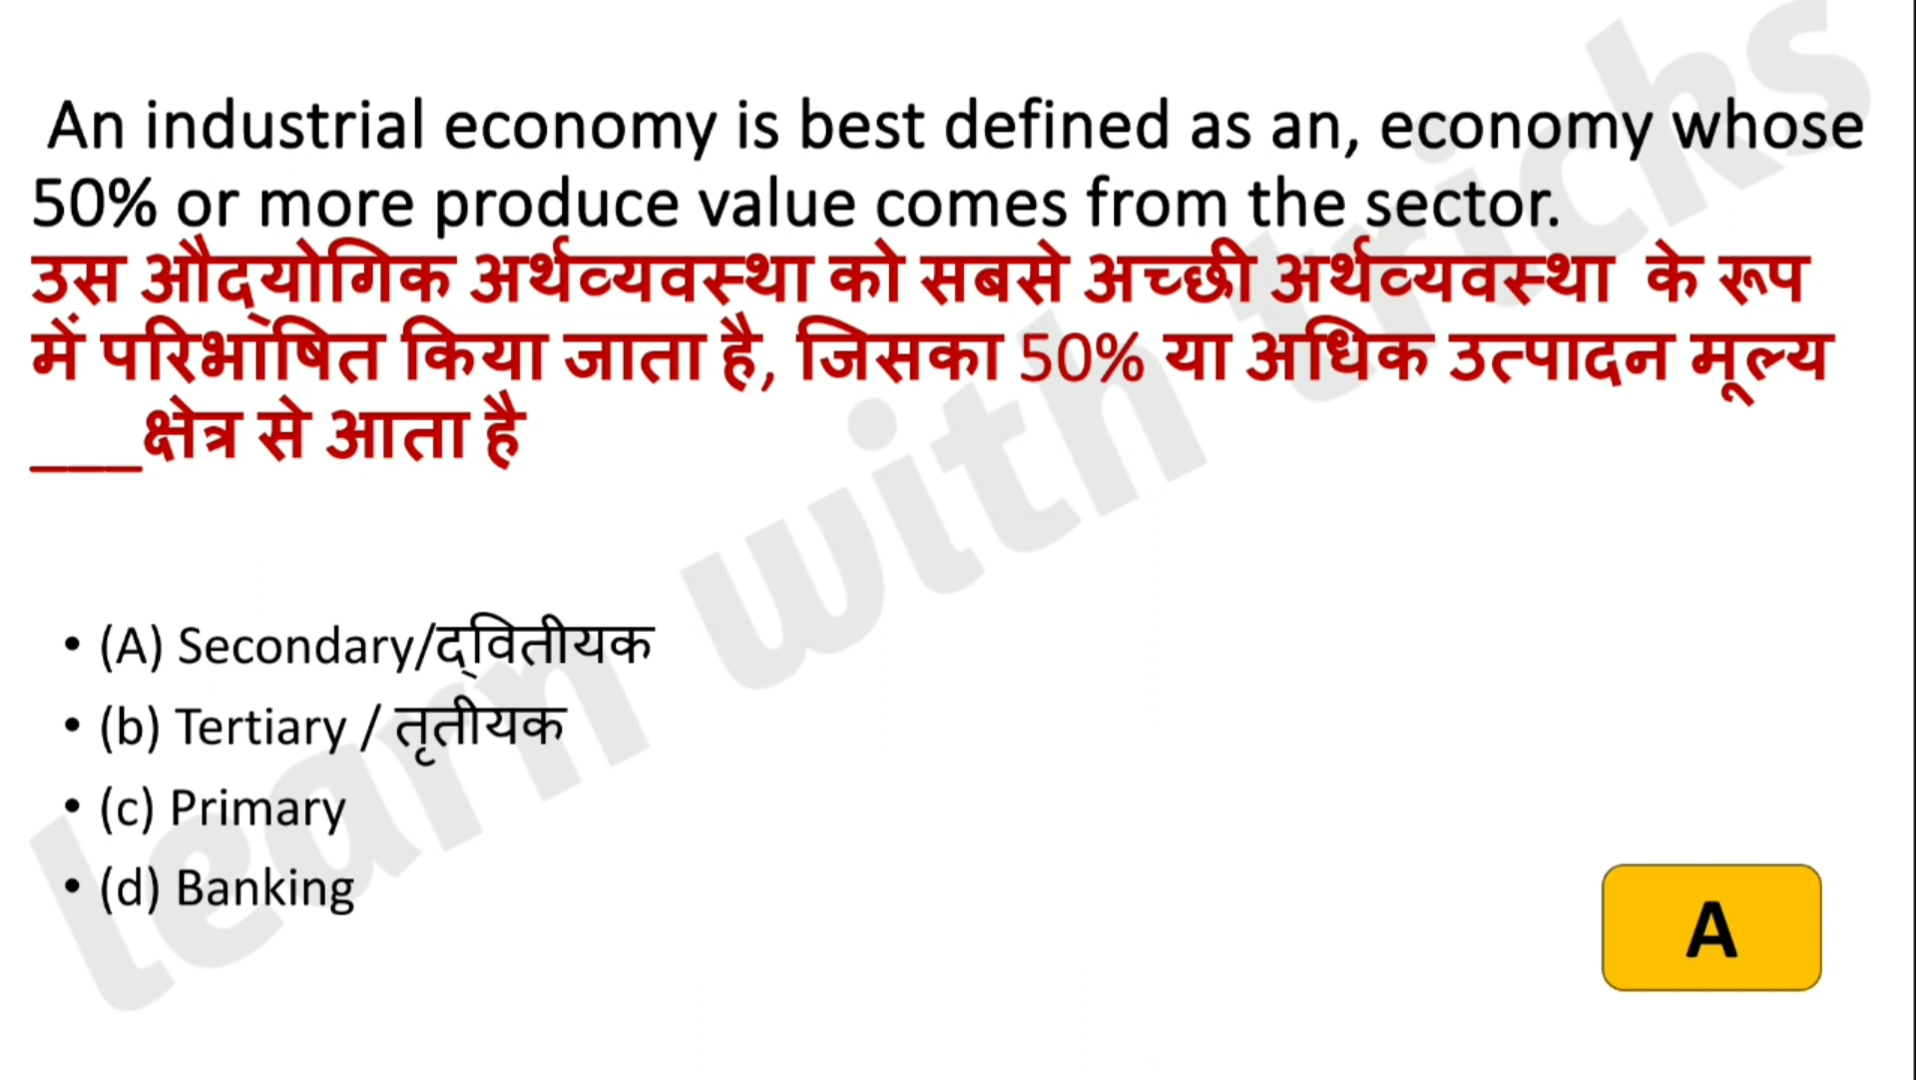 An industrial economy is best defined as an, economy whose
50% or more produce value comes from the sector.
उस औद्योगिक अर्थव्यवस्था को सबसे अच्छी अर्थव्यवस्था के रूप
में परिभाषित किया जाता है, जिसका 50% या अधिक उत्पादन मूल्य
___क्षेत्र से आता है
• (A) Secondary/द्वितीयक
• (b) Tertiary / तृतीयक
• (c) Primary
• (d) Banking
A
learn with tricks